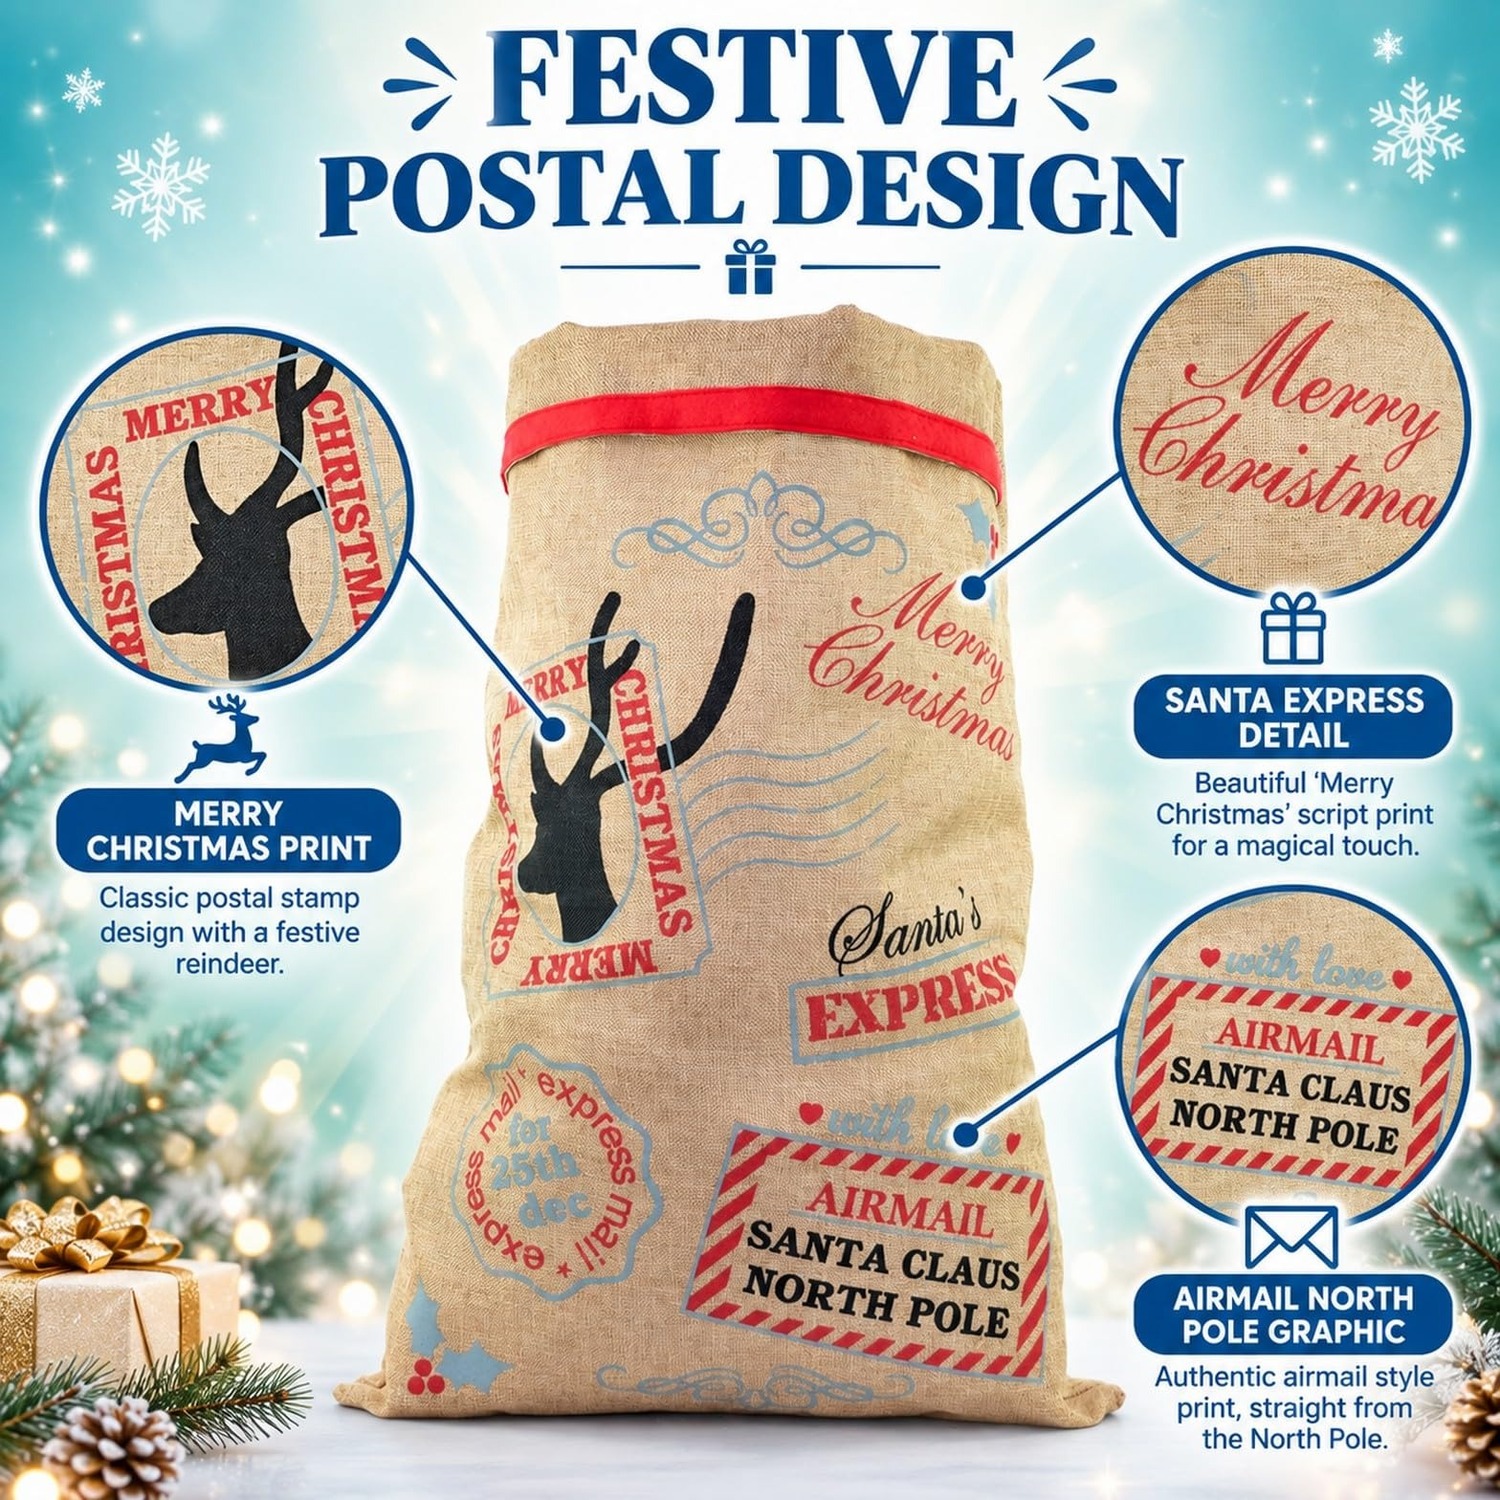 FESTIVE
POSTAL DESIGN
MERRY
CHRISTMAS
RISTMAS
MERRY
CHRISTMAS PRINT
Classic postal stamp
design with a festive
reindeer.
Merry
Christma
SANTA EXPRESS
DETAIL
Beautiful ‘Merry
Christmas’ script print
for a magical touch.
with love
AIRMAIL
SANTA CLAUS
NORTH POLE
AIRMAIL NORTH
POLE GRAPHIC
Authentic airmail style
print, straight from
the North Pole.
MERRY
CHRISTMAS
MERRY
CHRISTMAS
Merry
Christmas
Santa's
EXPRESS
express mail * express mail *
for
25th
dec
with love
AIRMAIL
SANTA CLAUS
NORTH POLE